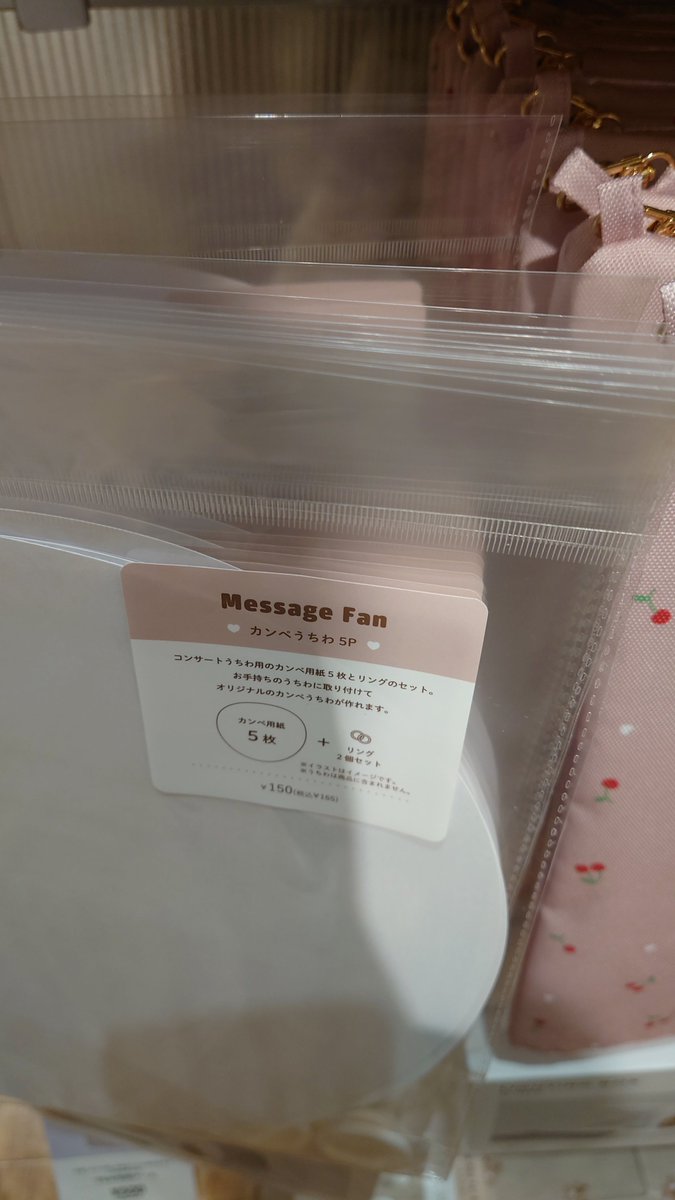 Message Fan
カンペうちわ 5P
コンサートうちわ用のカンペ用紙5枚とリングのセット。
お手持ちのうちわに取り付けて
オリジナルのカンペうちわが作れます。
カンペ用紙
5枚
+
リング
2個セット
※イラストはイメージです。
※うちわは商品に含まれません。
¥150(税込¥165)